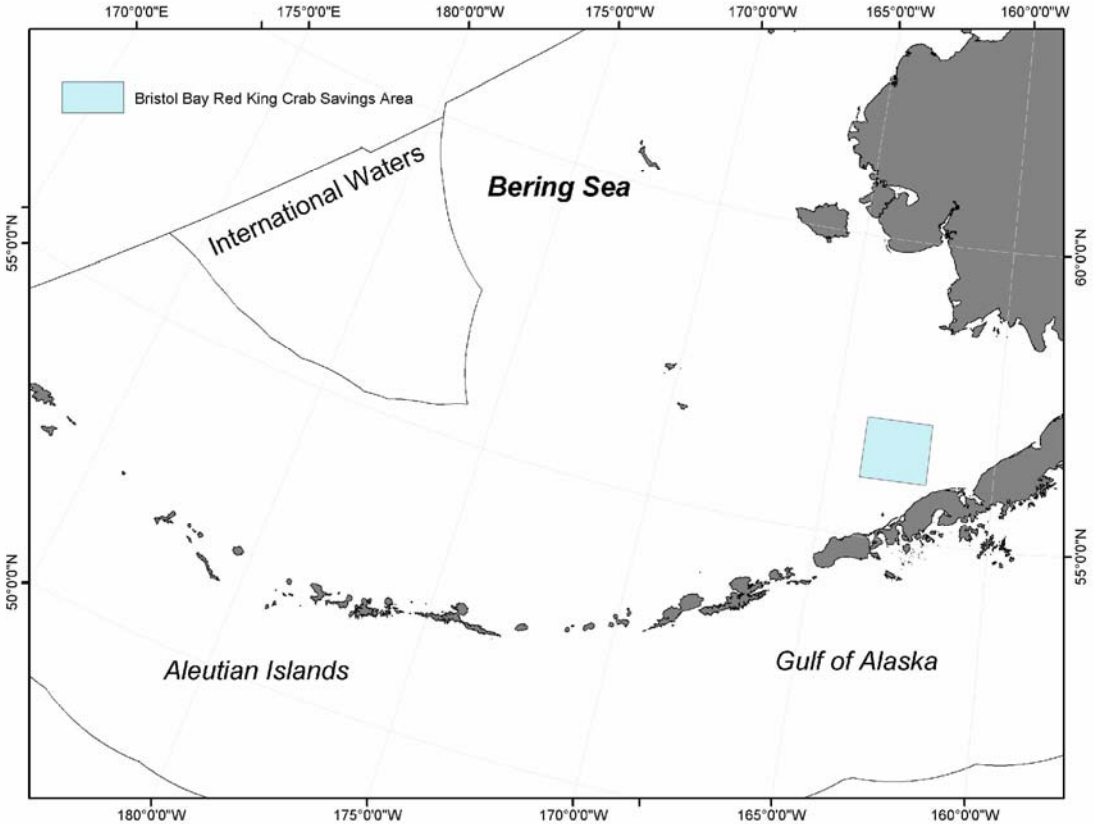 170°0'0"E 175°0'0"E 180°0'0"W 175°0'0"W 170°0'0"W 165°0'0"W 160°0'0"W
Bristol Bay Red King Crab Savings Area
International Waters
Bering Sea
55°0'0"N
60°0'0"N
50°0'0"N
55°0'0"N
Aleutian Islands
Gulf of Alaska
180°0'0"W 175°0'0"W 170°0'0"W 165°0'0"W 160°0'0"W